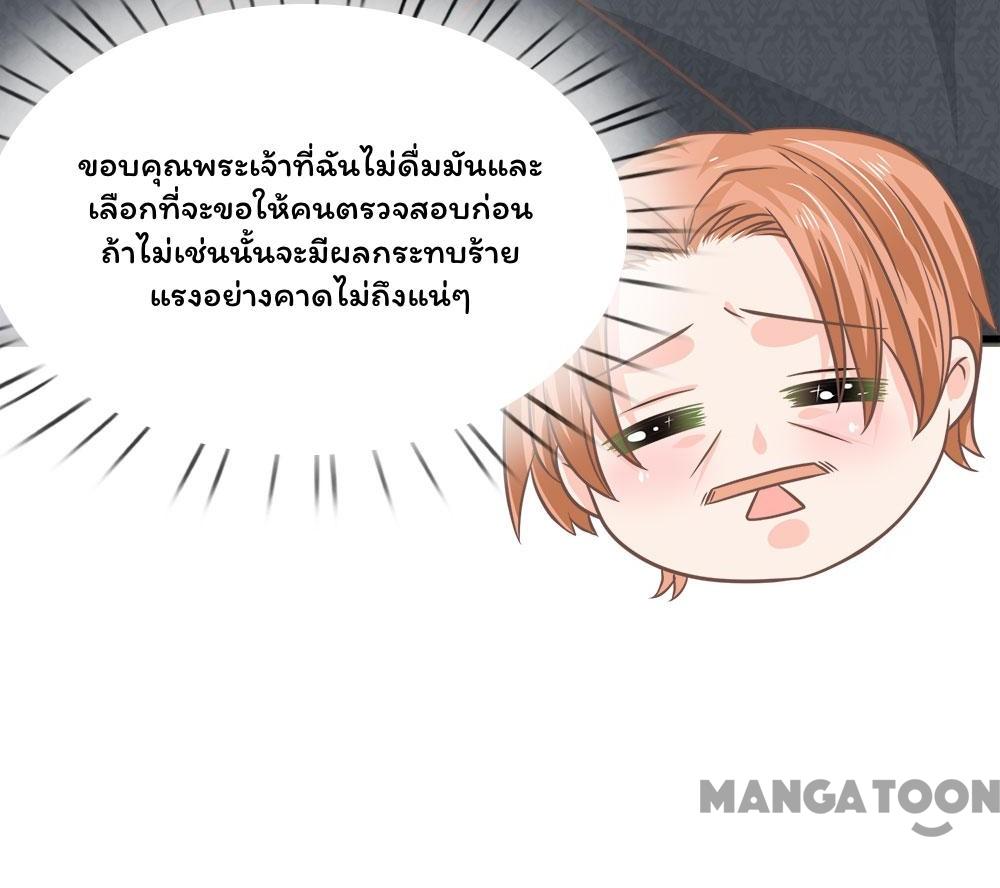 ขอบคุณพระเจ้าที่ฉันไม่ดื่มมันและ
เลือกที่จะขอให้คนตรวจสอบก่อน
ถ้าไม่เช่นนั้นจะมีผลกระทบร้าย
แรงอย่างคาดไม่ถึงแน่ๆ
MANGATOON